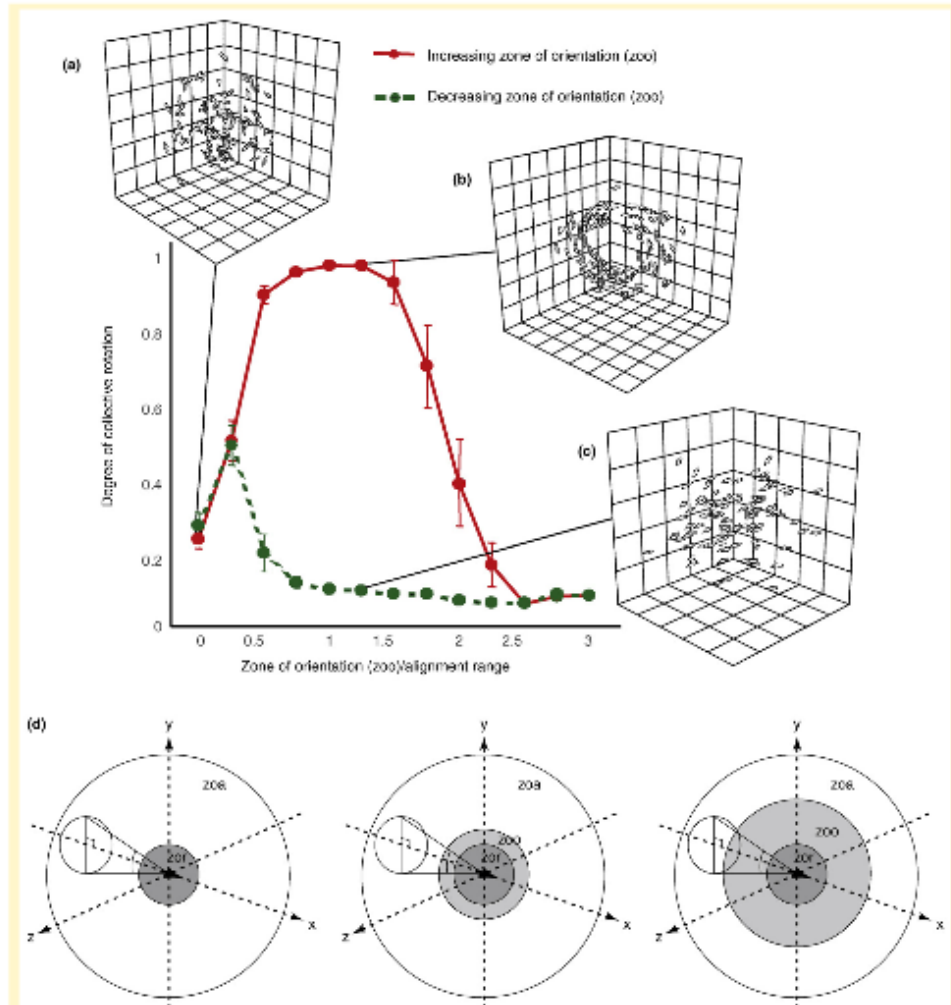 (a)
Increasing zone of orientation (zoo)
Decreasing zone of orientation (zoo)
(b)
(c)
Degree of collective rotation
1
0.8
0.6
0.4
0.2
0
0 0.5 1 1.5 2 2.5 3
Zone of orientation (zoo)/alignment range
(d)
y
zoa
zor
x
z
y
zoa
zoo
zor
x
z
y
zoa
zoo
zor
x
z